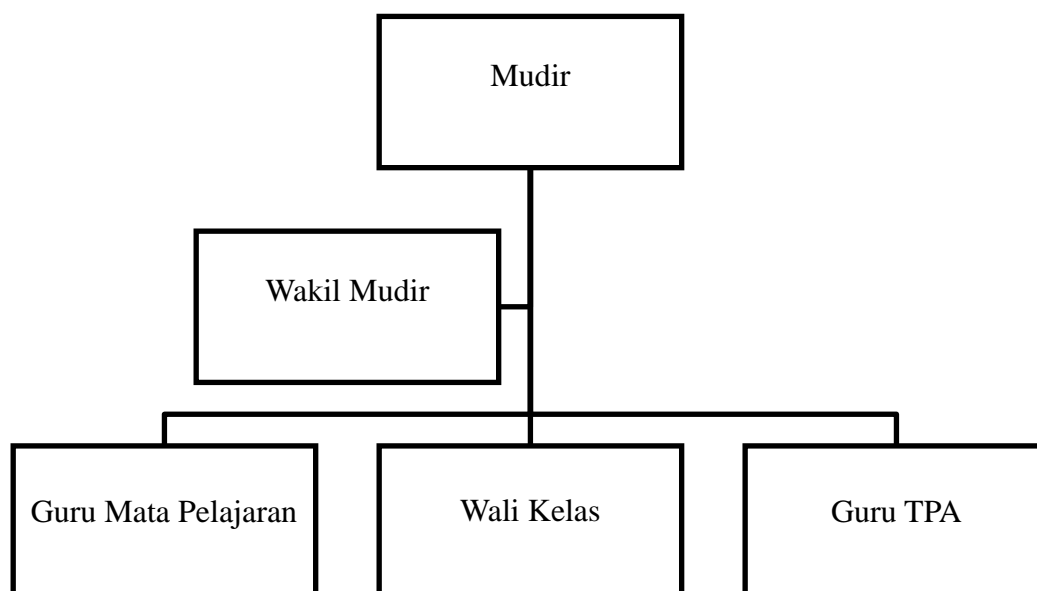 Mudir
Wakil Mudir
Guru Mata Pelajaran
Wali Kelas
Guru TPA